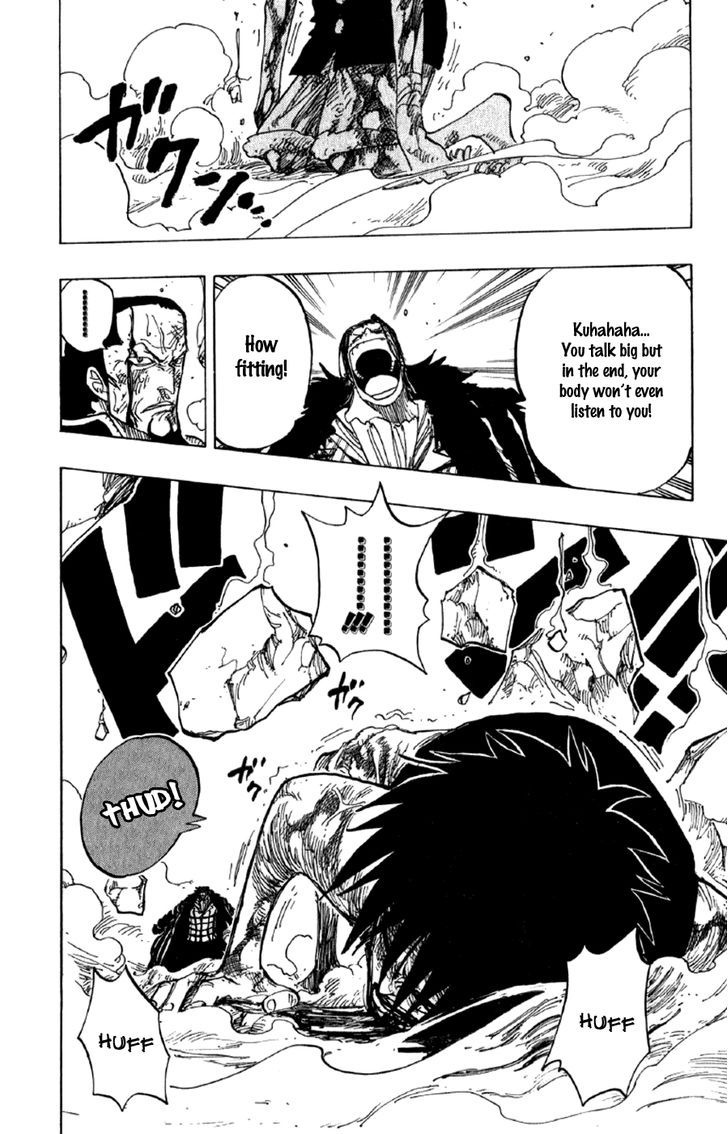 ガクンッ
Kuhahaha...
You talk big but
in the end, your
body won't even
listen to you!
How
fitting!
..........
..........
..........!!!
ガク
ガク
THUD!
HUFF
HUFF